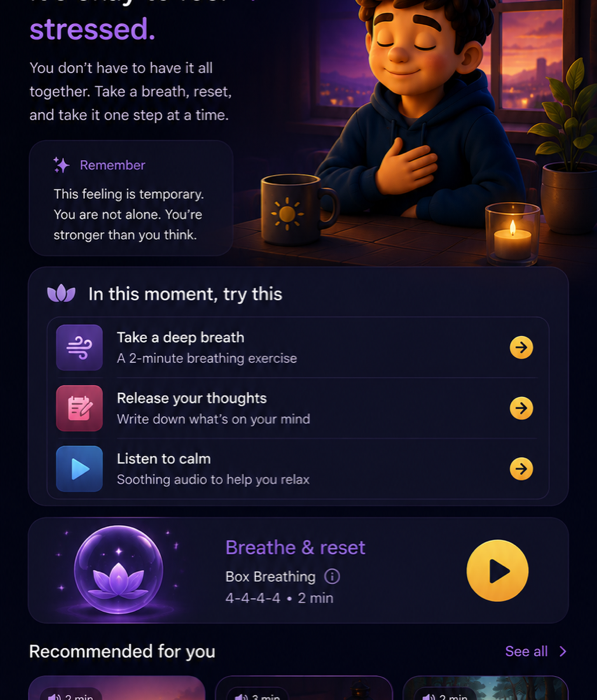 stressed.
You don't have to have it all
together. Take a breath, reset,
and take it one step at a time.
Remember
This feeling is temporary.
You are not alone. You're
stronger than you think.
In this moment, try this
Take a deep breath
A 2-minute breathing exercise
Release your thoughts
Write down what's on your mind
Listen to calm
Soothing audio to help you relax
Breathe & reset
Box Breathing
4-4-4-4 • 2 min
Recommended for you
See all
2 min
3 min
2 min